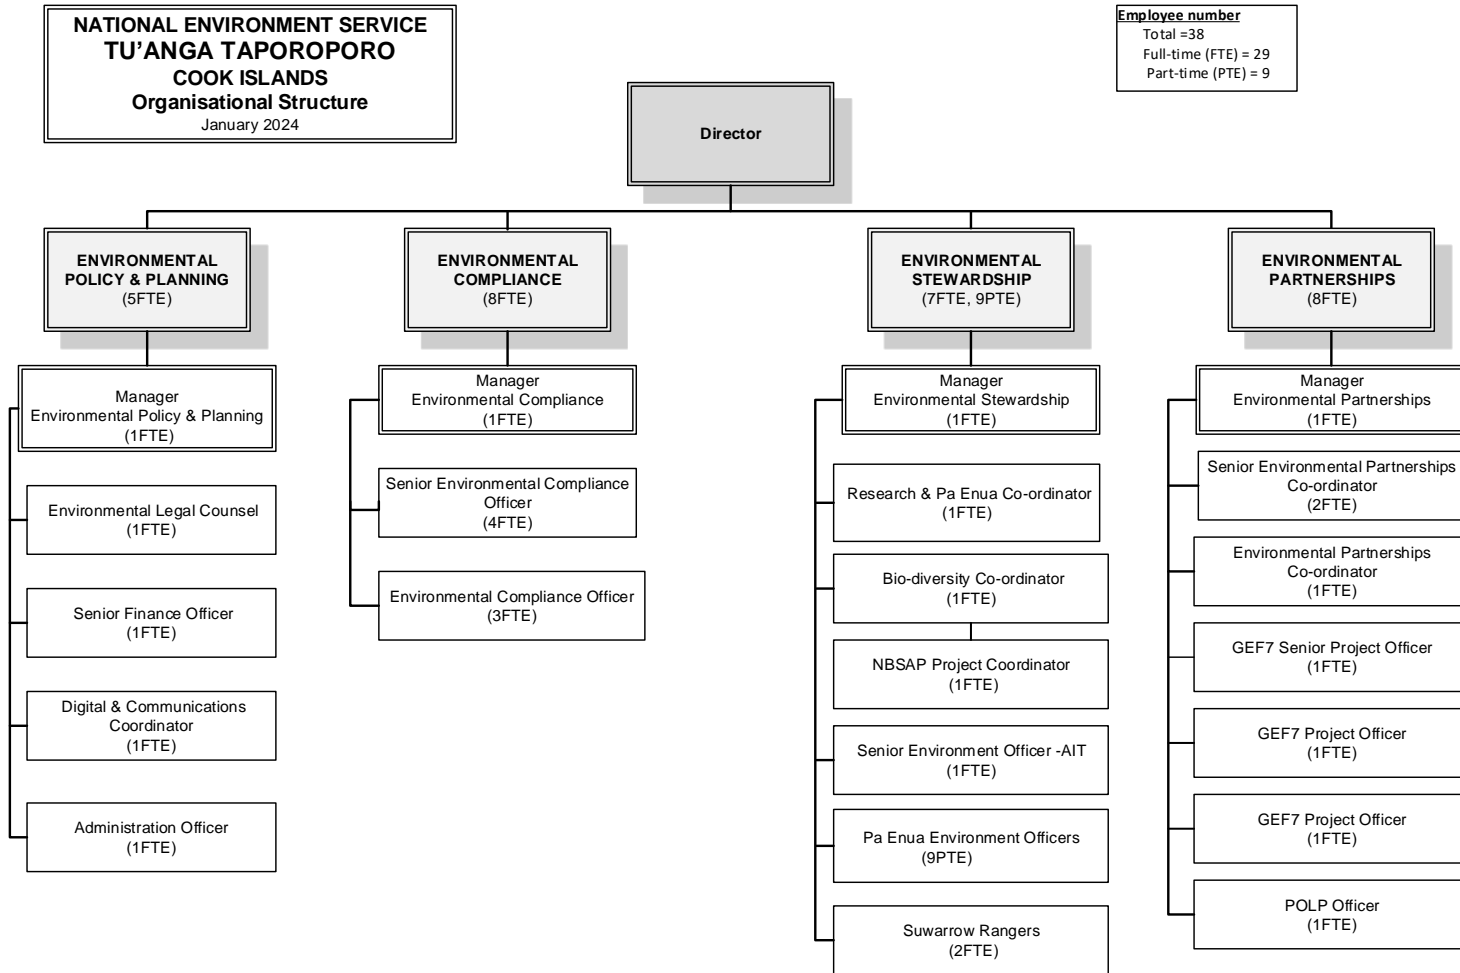 NATIONAL ENVIRONMENT SERVICE
TU’ANGA TAPOROPORO
COOK ISLANDS
Organisational Structure
January 2024
Employee number
Total =38
Full-time (FTE) = 29
Part-time (PTE) = 9
Director
ENVIRONMENTAL
POLICY & PLANNING
(5FTE)
Manager
Environmental Policy & Planning
(1FTE)
Environmental Legal Counsel
(1FTE)
Senior Finance Officer
(1FTE)
Digital & Communications
Coordinator
(1FTE)
Administration Officer
(1FTE)
ENVIRONMENTAL
COMPLIANCE
(8FTE)
Manager
Environmental Compliance
(1FTE)
Senior Environmental Compliance
Officer
(4FTE)
Environmental Compliance Officer
(3FTE)
ENVIRONMENTAL
STEWARDSHIP
(7FTE, 9PTE)
Manager
Environmental Stewardship
(1FTE)
Research & Pa Enua Co-ordinator
(1FTE)
Bio-diversity Co-ordinator
(1FTE)
NBSAP Project Coordinator
(1FTE)
Senior Environment Officer -AIT
(1FTE)
Pa Enua Environment Officers
(9PTE)
Suwarrow Rangers
(2FTE)
ENVIRONMENTAL
PARTNERSHIPS
(8FTE)
Manager
Environmental Partnerships
(1FTE)
Senior Environmental Partnerships
Co-ordinator
(2FTE)
Environmental Partnerships
Co-ordinator
(1FTE)
GEF7 Senior Project Officer
(1FTE)
GEF7 Project Officer
(1FTE)
GEF7 Project Officer
(1FTE)
POLP Officer
(1FTE)